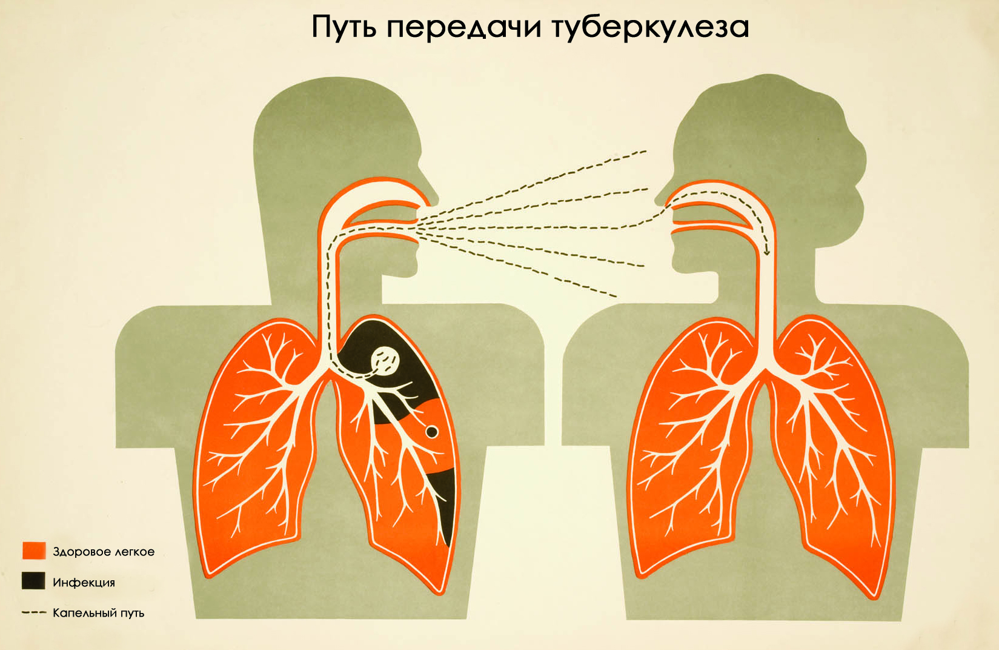 Путь передачи туберкулеза
Здоровое легкое
Инфекция
Капельный путь